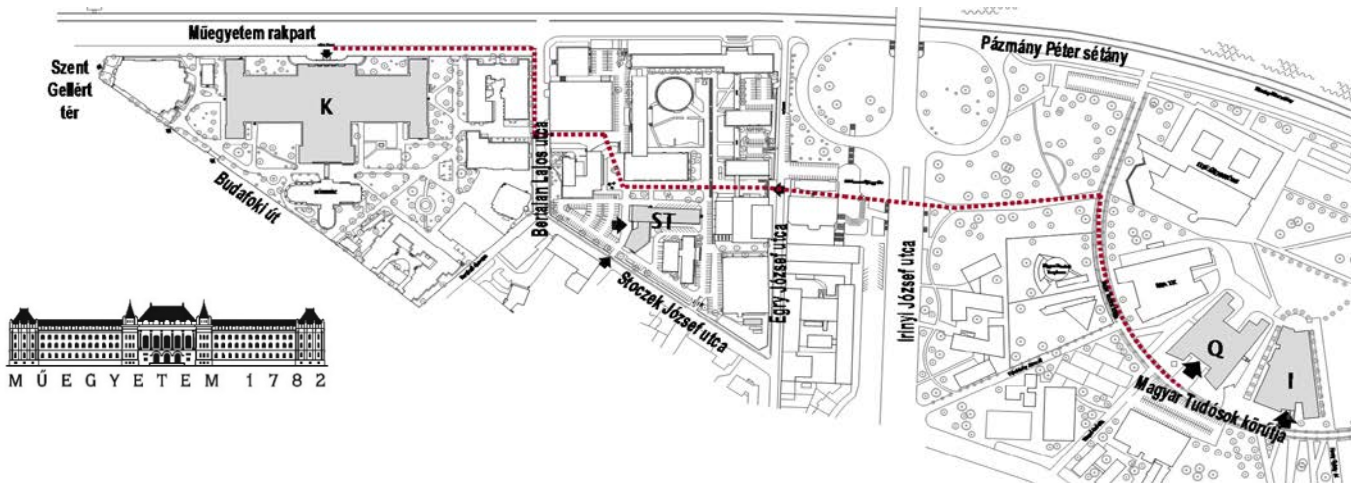 Műegyetem rakpart
Szent
Gellért
tér
K
Budafoki út
Bertalan Lajos utca
ST
Stoczek József utca
Egry József utca
Irinyi József utca
Pázmány Péter sétány
Q
I
Magyar Tudósok körútja
MŰEGYETEM 1782